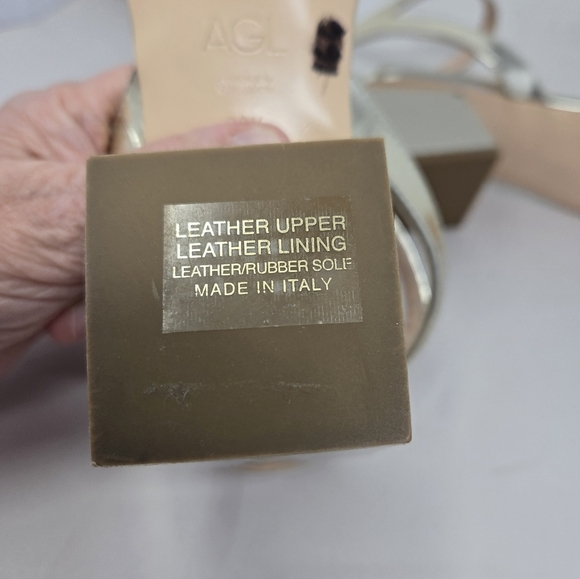 AGL
LEATHER UPPER
LEATHER LINING
LEATHER/RUBBER SOLE
MADE IN ITALY